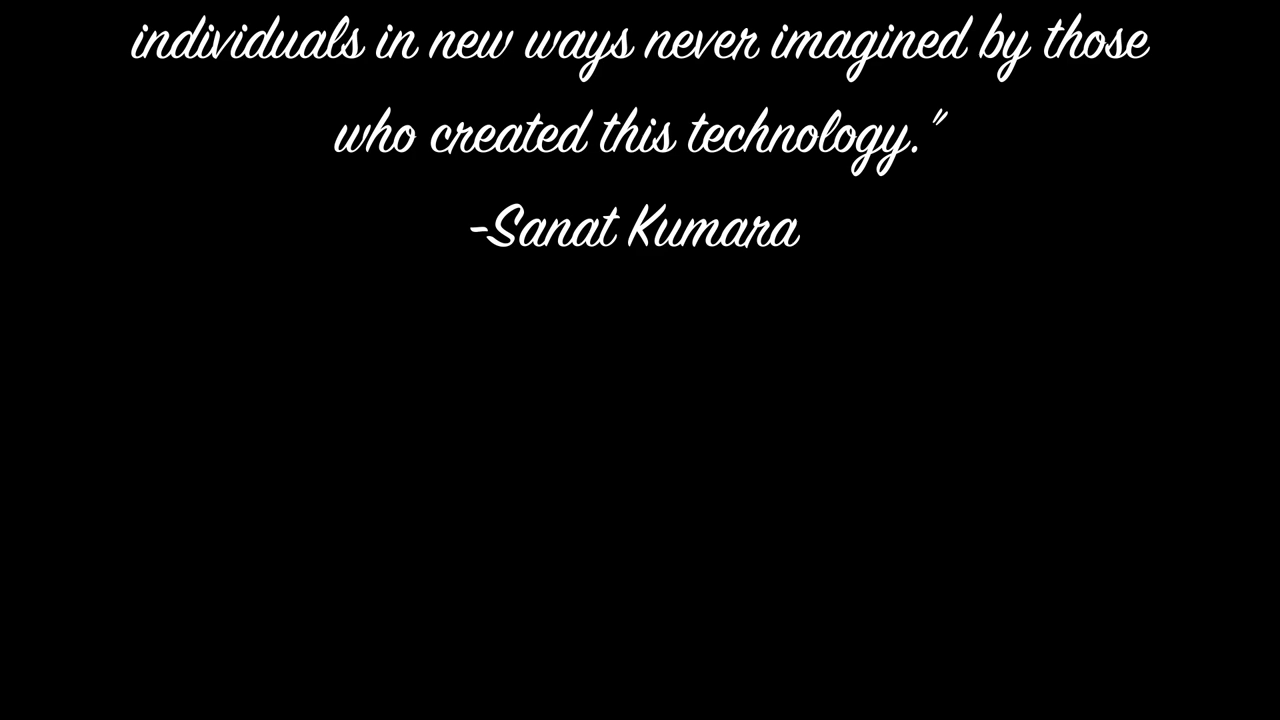 individuals in new ways never imagined by those
who created this technology."
-Sanat Kumara